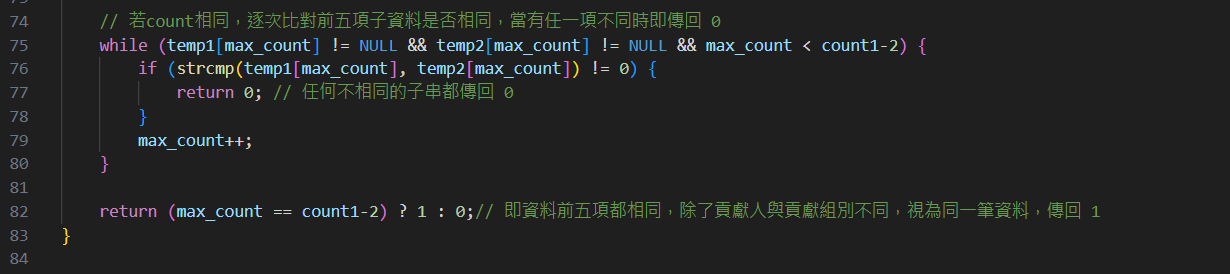 74 // 若count相同，逐次比對前五項子資料是否相同，當有任一項不同時即傳回 0
75 while (temp1[max_count] != NULL && temp2[max_count] != NULL && max_count < count1-2) {
76 if (strcmp(temp1[max_count], temp2[max_count]) != 0) {
77 return 0; // 任何不相同的子串都傳回 0
78 }
79 max_count++;
80 }
81
82 return (max_count == count1-2) ? 1 : 0;// 即資料前五項都相同，除了貢獻人與貢獻組別不同，視為同一筆資料，傳回 1
83 }
84